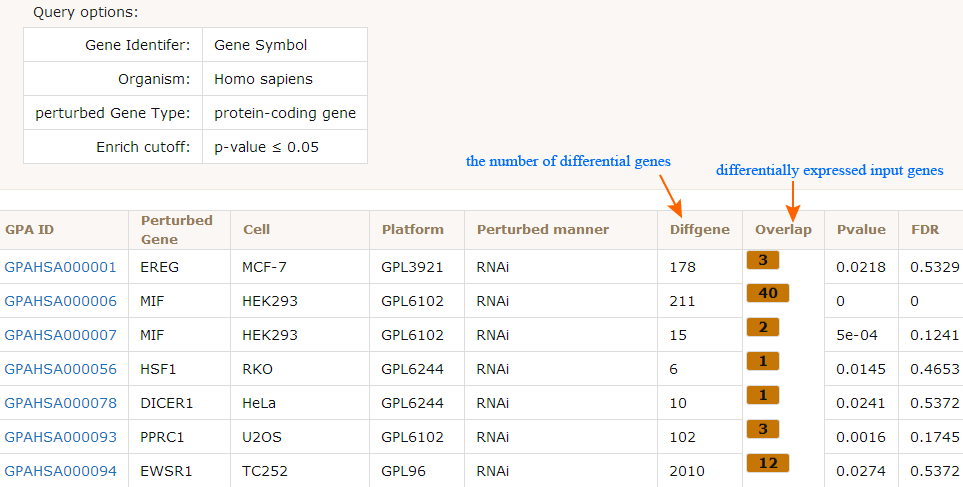 Query options:
Gene Identifer: Gene Symbol
Organism: Homo sapiens
perturbed Gene Type: protein-coding gene
Enrich cutoff: p-value ≤ 0.05
the number of differential genes
differentially expressed input genes
GPA ID Perturbed Gene Cell Platform Perturbed manner Diffgene Overlap Pvalue FDR
GPAHSA000001 EREG MCF-7 GPL3921 RNAi 178 3 0.0218 0.5329
GPAHSA000006 MIF HEK293 GPL6102 RNAi 211 40 0 0
GPAHSA000007 MIF HEK293 GPL6102 RNAi 15 2 5e-04 0.1241
GPAHSA000056 HSF1 RKO GPL6244 RNAi 6 1 0.0145 0.4653
GPAHSA000078 DICER1 HeLa GPL6244 RNAi 10 1 0.0241 0.5372
GPAHSA000093 PPRC1 U2OS GPL6102 RNAi 102 3 0.0016 0.1745
GPAHSA000094 EWSR1 TC252 GPL96 RNAi 2010 12 0.0274 0.5372